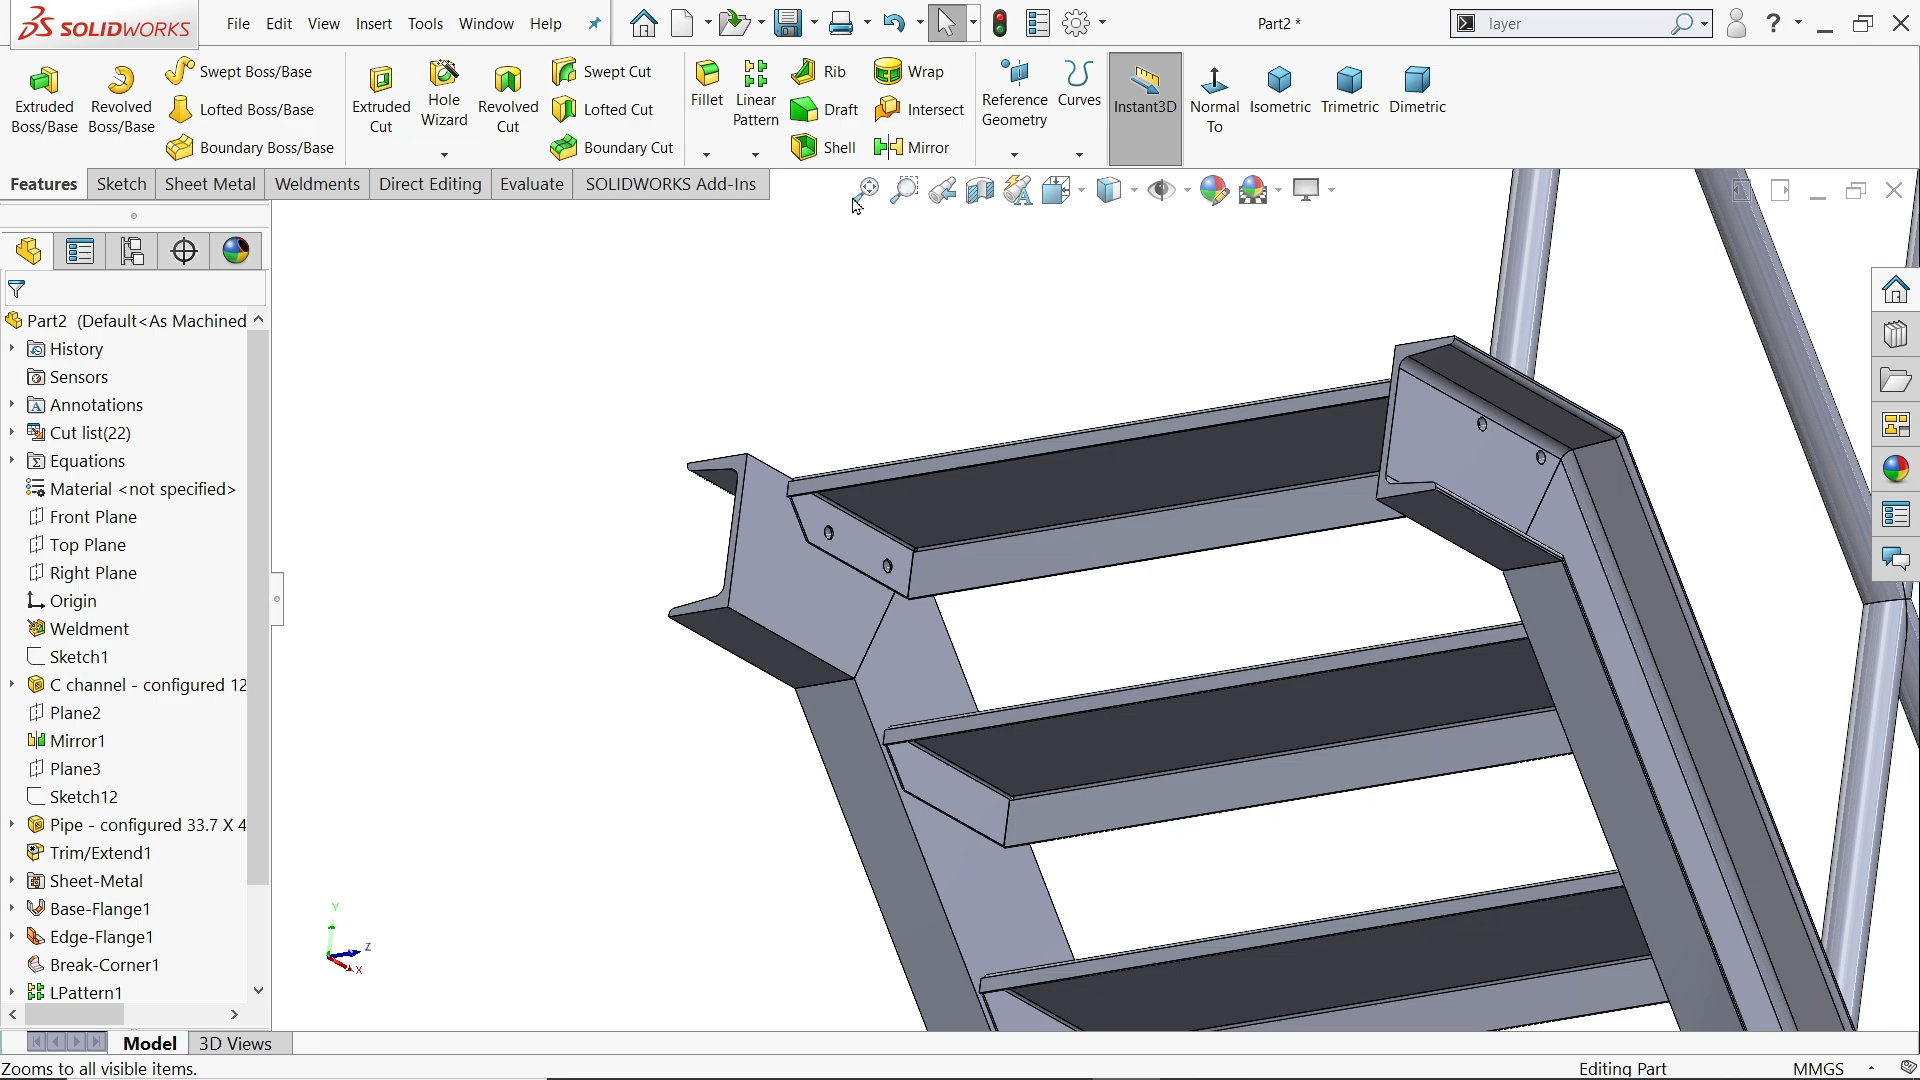 SOLIDWORKS
File Edit View Insert Tools Window Help
Part2 *
layer
?
Extruded Boss/Base
Revolved Boss/Base
Swept Boss/Base
Lofted Boss/Base
Boundary Boss/Base
Extruded Cut
Hole Wizard
Revolved Cut
Swept Cut
Lofted Cut
Boundary Cut
Fillet
Linear Pattern
Rib
Draft
Shell
Wrap
Intersect
Mirror
Reference Geometry
Curves
Instant3D
Normal To
Isometric
Trimetric
Dimetric
Features Sketch Sheet Metal Weldments Direct Editing Evaluate SOLIDWORKS Add-Ins
Part2 (Default<As Machined
History
Sensors
Annotations
Cut list(22)
Equations
Material <not specified>
Front Plane
Top Plane
Right Plane
Origin
Weldment
Sketch1
C channel - configured 12
Plane2
Mirror1
Plane3
Sketch12
Pipe - configured 33.7 X 4
Trim/Extend1
Sheet-Metal
Base-Flange1
Edge-Flange1
Break-Corner1
LPattern1
Y
Z
X
Model 3D Views
Zooms to all visible items.
Editing Part
MMGS